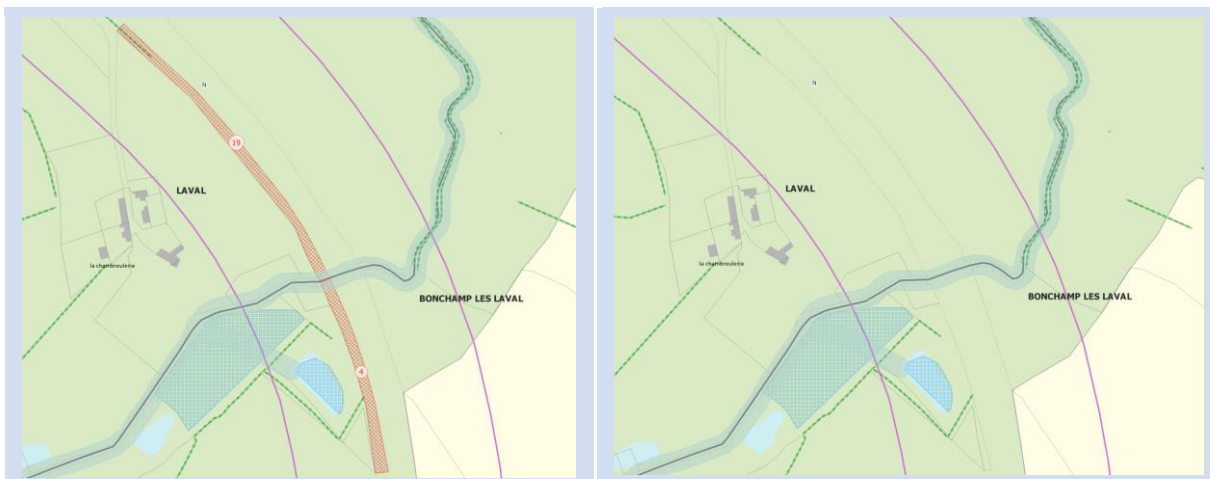 N
19
LAVAL
la chambreulerie
BONCHAMP LES LAVAL
4
N
LAVAL
la chambreulerie
BONCHAMP LES LAVAL